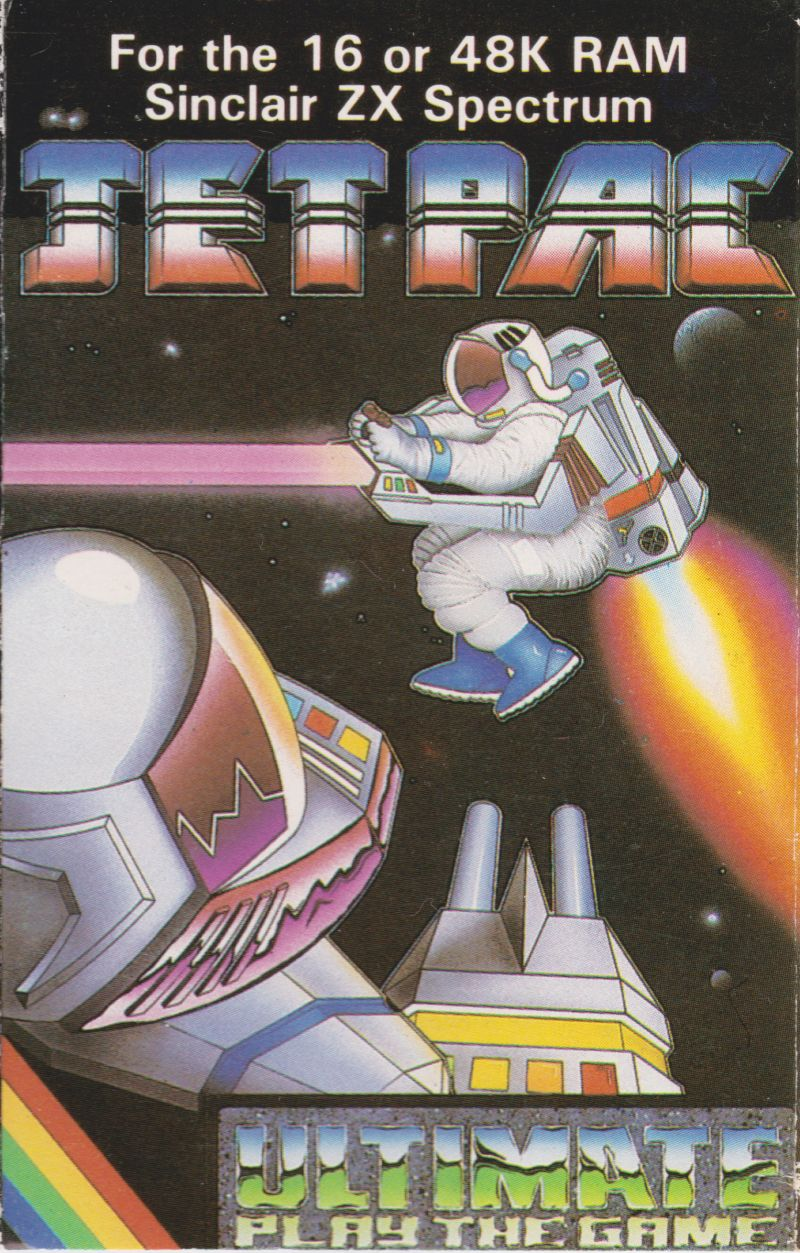 For the 16 or 48K RAM
Sinclair ZX Spectrum
JETPAC
ULTIMATE
PLAY THE GAME